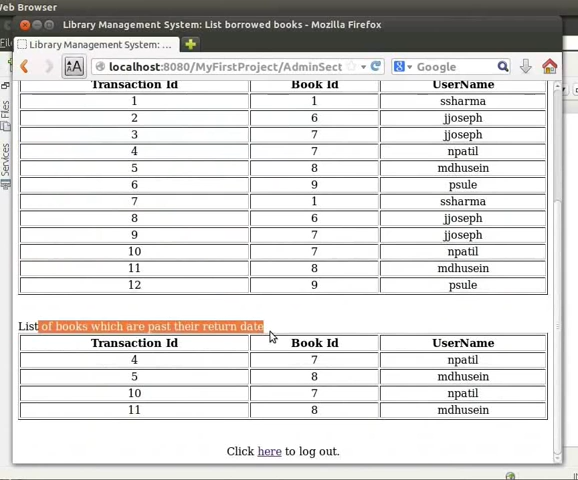 Web Browser
Library Management System: List borrowed books - Mozilla Firefox
Library Management System: ...
localhost:8080/MyFirstProject/AdminSect
Google
Files
Services
Transaction Id Book Id UserName
1 1 ssharma
2 6 jjoseph
3 7 jjoseph
4 7 npatil
5 8 mdhusein
6 9 psule
7 1 ssharma
8 6 jjoseph
9 7 jjoseph
10 7 npatil
11 8 mdhusein
12 9 psule
List of books which are past their return date
Transaction Id Book Id UserName
4 7 npatil
5 8 mdhusein
10 7 npatil
11 8 mdhusein
Click here to log out.